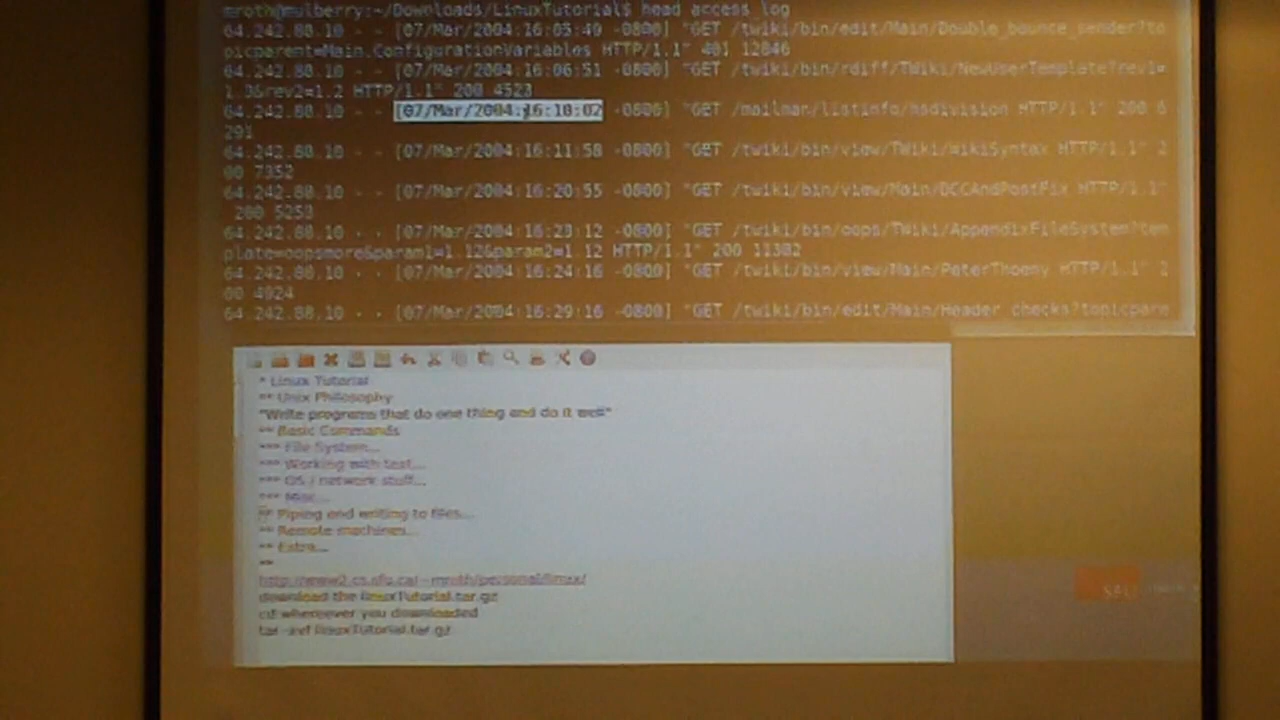 mroth@mulberry:~/Downloads/LinuxTutorial$ head access_log
64.242.88.10 - - [07/Mar/2004:16:05:49 -0800] "GET /twiki/bin/edit/Main/Double_bounce_sender?to
picparent=Main.ConfigurationVariables HTTP/1.1" 401 12846
64.242.88.10 - - [07/Mar/2004:16:06:51 -0800] "GET /twiki/bin/rdiff/TWiki/NewUserTemplate?rev1=
1.3&rev2=1.2 HTTP/1.1" 200 4523
64.242.88.10 - - [07/Mar/2004:16:10:02 -0800] "GET /mailman/listinfo/hsdivision HTTP/1.1" 200 6
291
64.242.88.10 - - [07/Mar/2004:16:11:58 -0800] "GET /twiki/bin/view/TWiki/WikiSyntax HTTP/1.1" 2
00 7352
64.242.88.10 - - [07/Mar/2004:16:20:55 -0800] "GET /twiki/bin/view/Main/DCCAndPostFix HTTP/1.1"
200 5253
64.242.88.10 - - [07/Mar/2004:16:23:12 -0800] "GET /twiki/bin/oops/TWiki/AppendixFileSystem?tem
plate=oopsmore&param1=1.12&param2=1.12 HTTP/1.1" 200 11382
64.242.88.10 - - [07/Mar/2004:16:24:16 -0800] "GET /twiki/bin/view/Main/PeterThoeny HTTP/1.1" 2
00 4924
64.242.88.10 - - [07/Mar/2004:16:29:16 -0800] "GET /twiki/bin/edit/Main/Header_checks?topicpare
* Linux Tutorial
** Unix Philosophy
"Write programs that do one thing and do it well"
** Basic Commands
*** File System...
*** Working with text...
*** OS / network stuff...
*** Misc...
** Piping and writing to files...
** Remote machines...
** Extra...
**
http://www2.cs.sfu.ca/~mroth/personal/linux/
download the linuxTutorial.tar.gz
cd whereever you downloaded
tar -xvf linuxTutorial.tar.gz
SFU